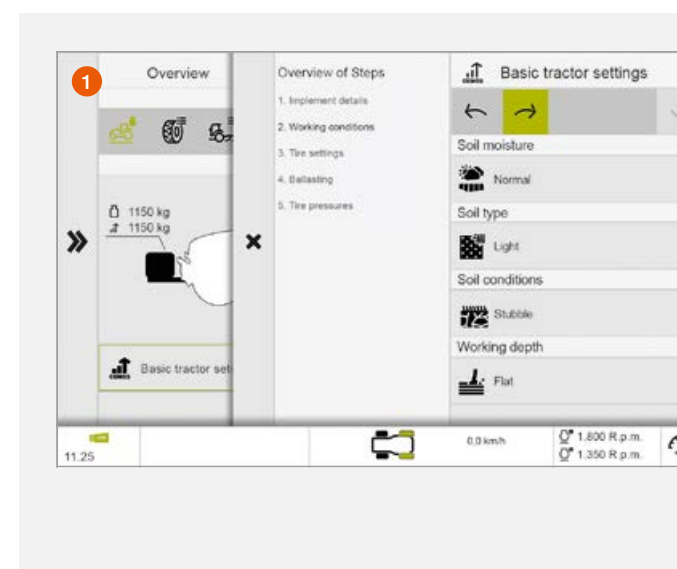 1
Overview
1150 kg
1150 kg
Basic tractor set
Overview of Steps
1. Implement details
2. Working conditions
3. Tire settings
4. Ballasting
5. Tire pressures
Basic tractor settings
Soil moisture
Normal
Soil type
Light
Soil conditions
Stubble
Working depth
Flat
11.25
0,0 km/h
1.800 R.p.m.
1.350 R.p.m.